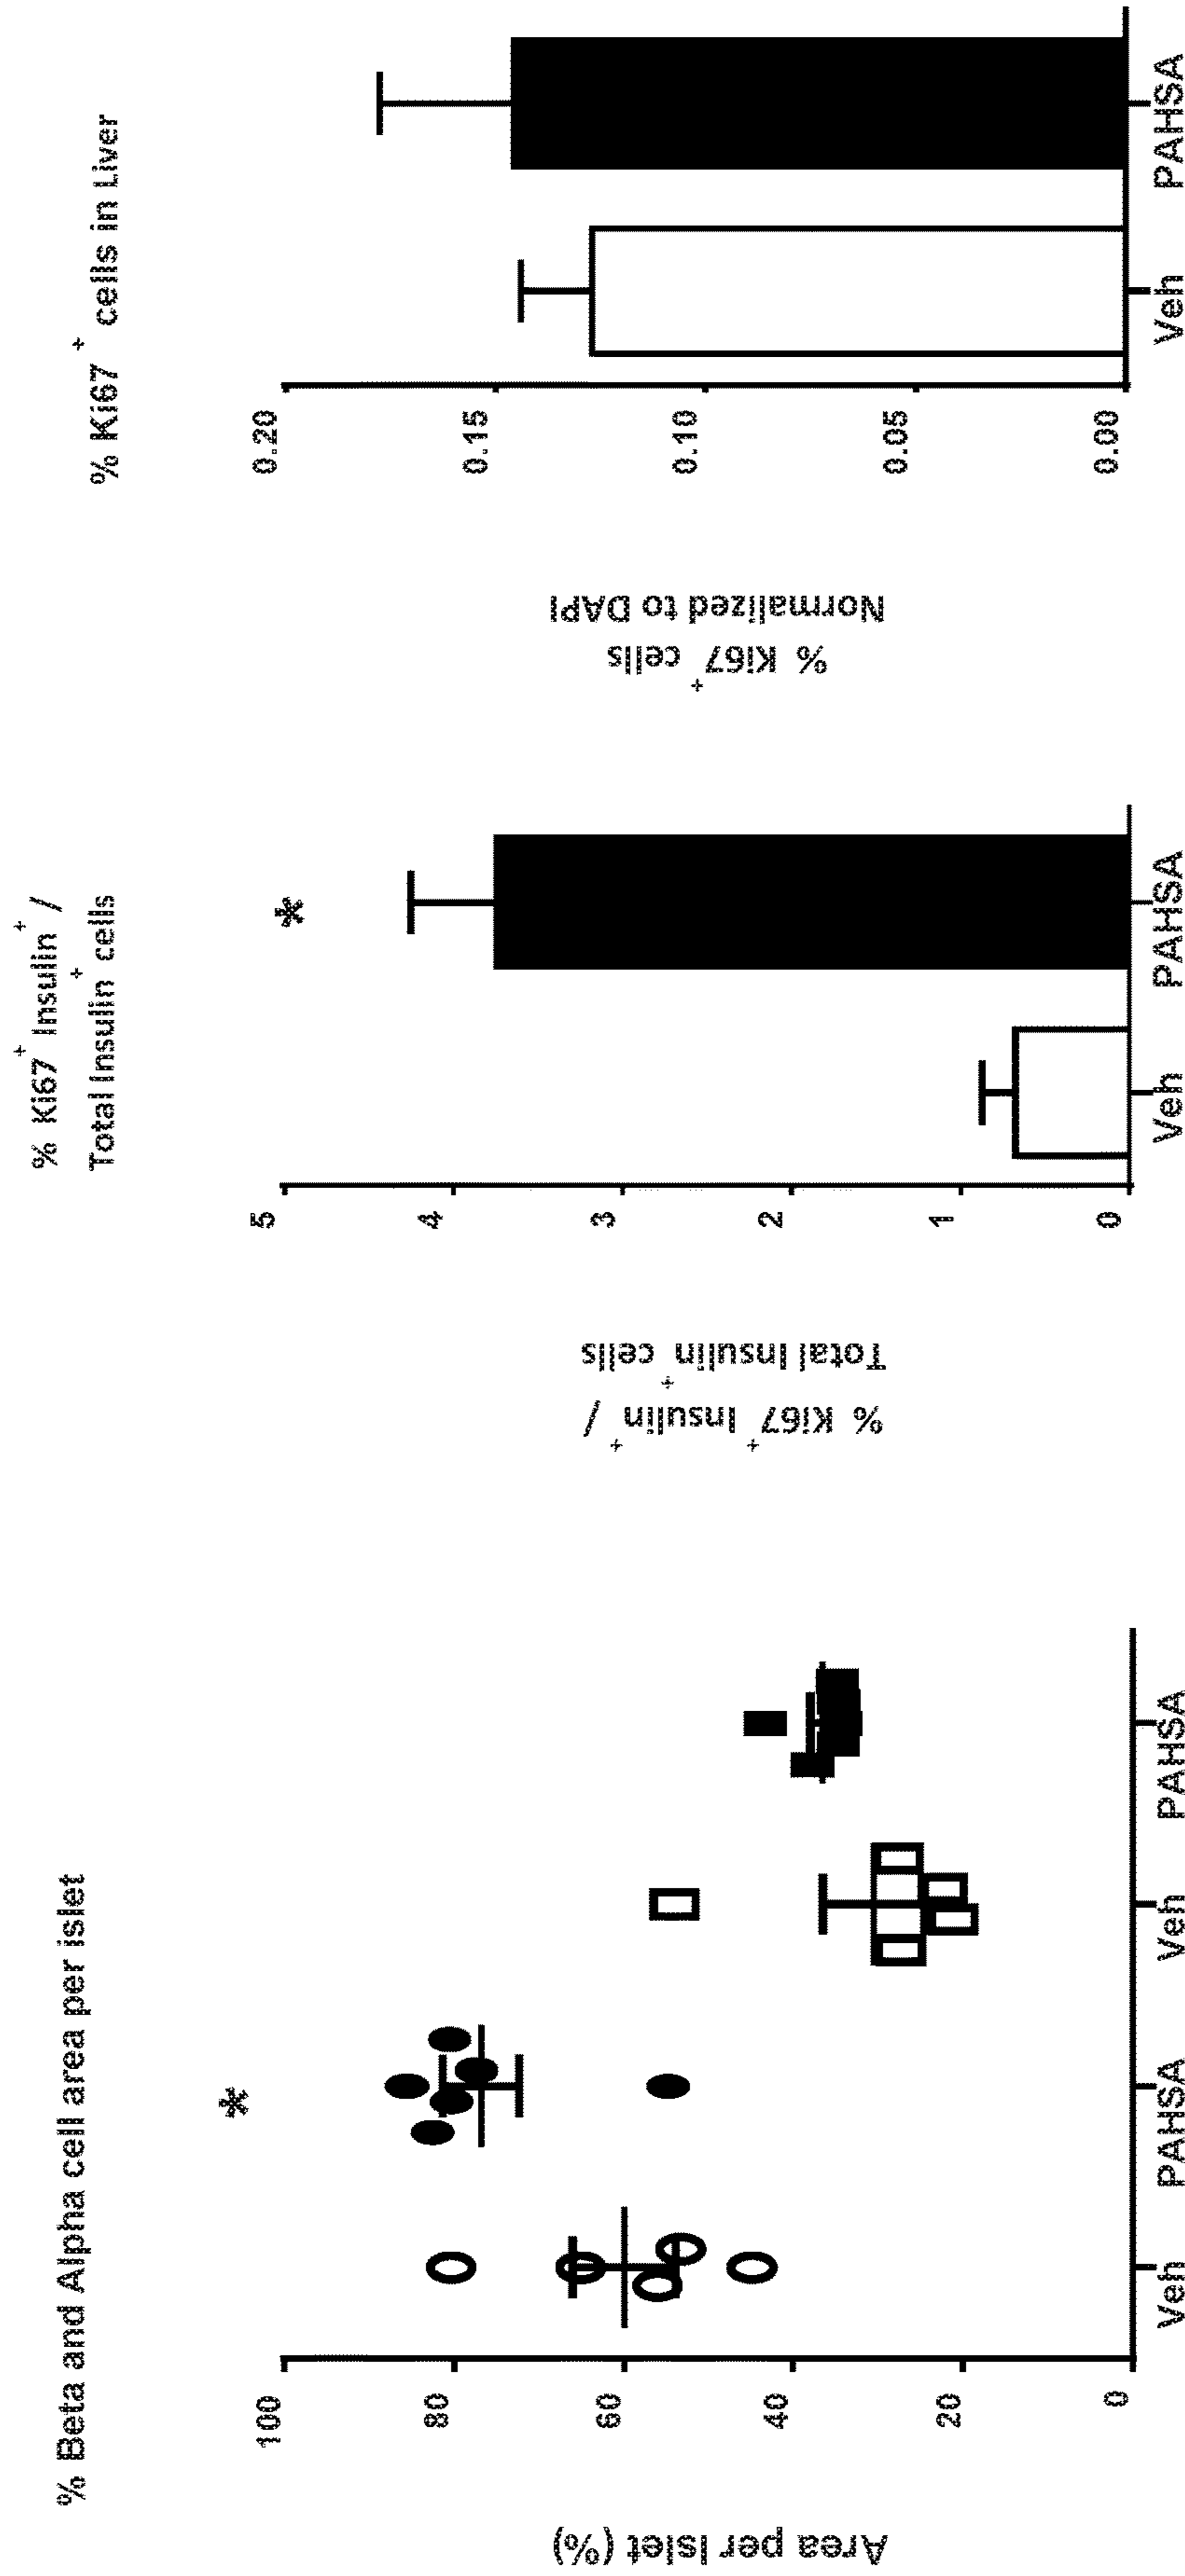 % Beta and Alpha cell area per islet
*
Area per Islet (%)
100
80
60
40
20
0
Veh
PAHSA
Veh
PAHSA
% Ki67+ Insulin+ /
Total Insulin+ cells
*
% Ki67+ Insulin+ /
Total Insulin+ cells
5
4
3
2
1
0
Veh
PAHSA
% Ki67+ cells in Liver
% Ki67+ cells
Normalized to DAPI
0.20
0.15
0.10
0.05
0.00
Veh
PAHSA